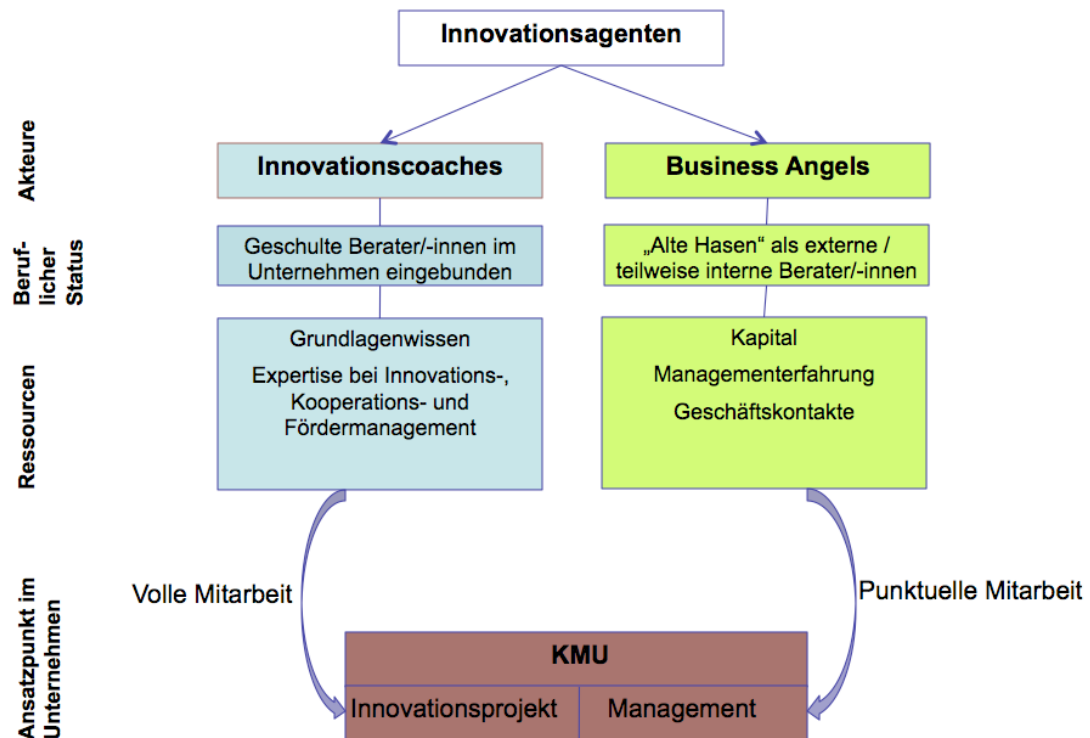 Innovationsagenten
Akteure
Innovationscoaches
Business Angels
Beruf-
licher
Status
Geschulte Berater/-innen im
Unternehmen eingebunden
„Alte Hasen“ als externe /
teilweise interne Berater/-innen
Ressourcen
Grundlagenwissen
Expertise bei Innovations-,
Kooperations- und
Fördermanagement
Kapital
Managementerfahrung
Geschäftskontakte
Ansatzpunkt im
Unternehmen
Volle Mitarbeit
Punktuelle Mitarbeit
KMU
Innovationsprojekt
Management